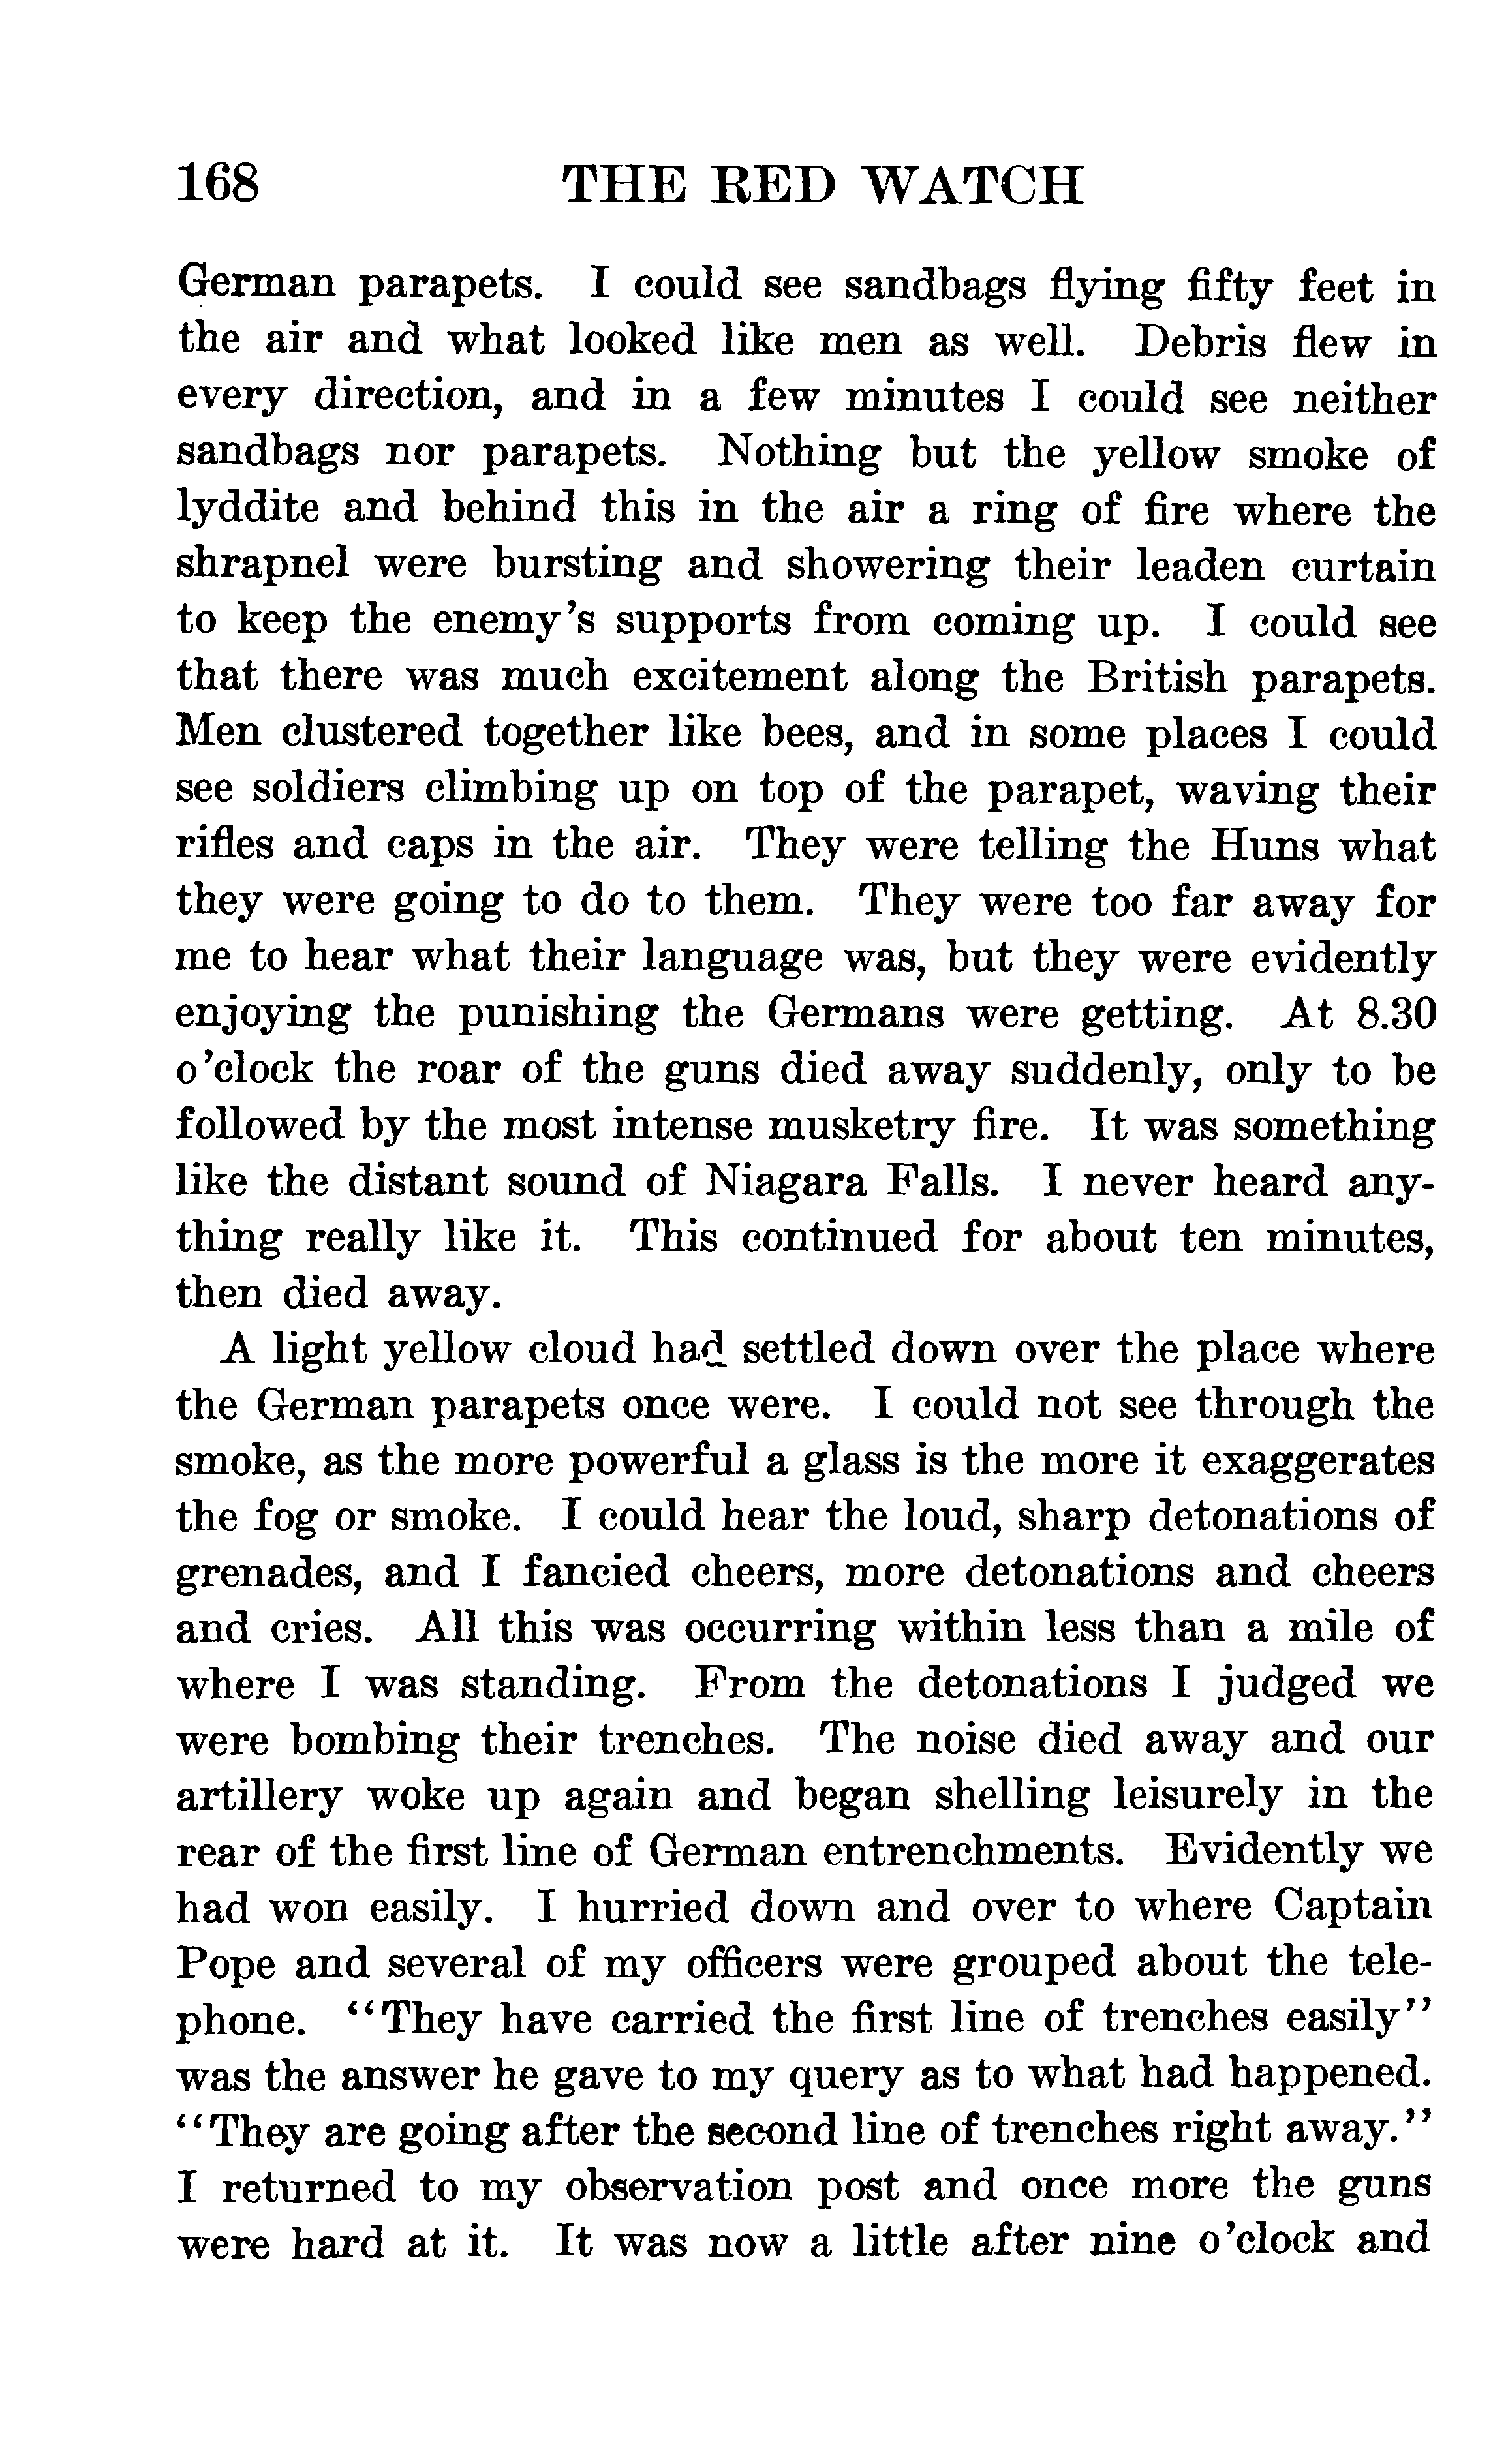 168 THE RED WATCH
German parapets. I could see sandbags flying fifty feet in
the air and what looked like men as well. Debris flew in
every direction, and in a few minutes I could see neither
sandbags nor parapets. Nothing but the yellow smoke of
lyddite and behind this in the air a ring of fire where the
shrapnel were bursting and showering their leaden curtain
to keep the enemy's supports from coming up. I could see
that there was much excitement along the British parapets.
Men clustered together like bees, and in some places I could
see soldiers climbing up on top of the parapet, waving their
rifles and caps in the air. They were telling the Huns what
they were going to do to them. They were too far away for
me to hear what their language was, but they were evidently
enjoying the punishing the Germans were getting. At 8.30
o'clock the roar of the guns died away suddenly, only to be
followed by the most intense musketry fire. It was something
like the distant sound of Niagara Falls. I never heard any-
thing really like it. This continued for about ten minutes,
then died away.
A light yellow cloud had settled down over the place where
the German parapets once were. I could not see through the
smoke, as the more powerful a glass is the more it exaggerates
the fog or smoke. I could hear the loud, sharp detonations of
grenades, and I fancied cheers, more detonations and cheers
and cries. All this was occurring within less than a mile of
where I was standing. From the detonations I judged we
were bombing their trenches. The noise died away and our
artillery woke up again and began shelling leisurely in the
rear of the first line of German entrenchments. Evidently we
had won easily. I hurried down and over to where Captain
Pope and several of my officers were grouped about the tele-
phone. "They have carried the first line of trenches easily"
was the answer he gave to my query as to what had happened.
"They are going after the second line of trenches right away."
I returned to my observation post and once more the guns
were hard at it. It was now a little after nine o'clock and